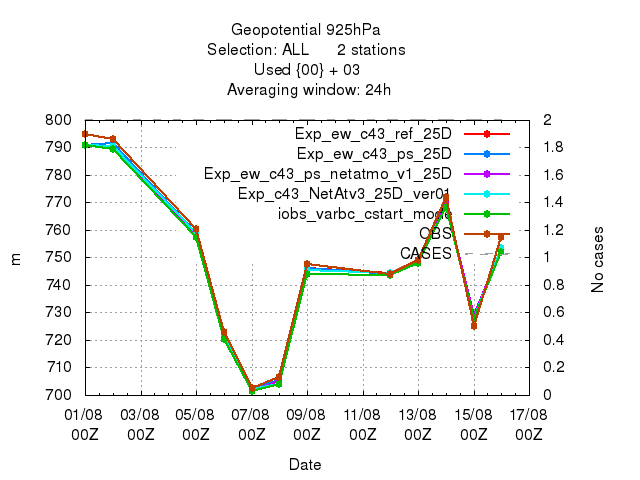 Geopotential 925hPa
Selection: ALL 2 stations
Used {00} + 03
Averaging window: 24h
800 2
790 1.8
780 1.6
770 1.4
760 1.2
750 1
740 0.8
730 0.6
720 0.4
710 0.2
700 0
Exp_ew_c43_ref_25D
Exp_ew_c43_ps_25D
Exp_ew_c43_ps_netatmo_v1_25D
Exp_c43_NetAtv3_25D_ver01
iobs_varbc_cstart_mode
OBS
CASES
m
No cases
01/08 03/08 05/08 07/08 09/08 11/08 13/08 15/08 17/08
00Z 00Z 00Z 00Z 00Z 00Z 00Z 00Z 00Z
Date